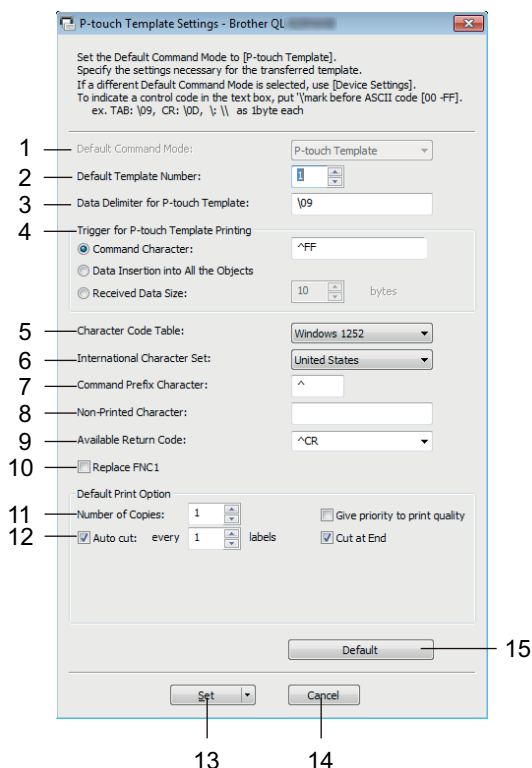 P-touch Template Settings - Brother QL
Set the Default Command Mode to [P-touch Template].
Specify the settings necessary for the transferred template.
If a different Default Command Mode is selected, use [Device Settings].
To indicate a control code in the text box, put '\'mark before ASCII code [00 -FF].
ex. TAB: \09, CR: \0D, \: \\ as 1byte each
1 Default Command Mode: P-touch Template
2 Default Template Number: 1
3 Data Delimiter for P-touch Template: \09
4 Trigger for P-touch Template Printing
Command Character: ^FF
Data Insertion into All the Objects
Received Data Size: 10 bytes
5 Character Code Table: Windows 1252
6 International Character Set: United States
7 Command Prefix Character: ^
8 Non-Printed Character:
9 Available Return Code: ^CR
10 Replace FNC1
Default Print Option
11 Number of Copies: 1 Give priority to print quality
12 Auto cut: every 1 labels Cut at End
Default 15
Set Cancel
13 14